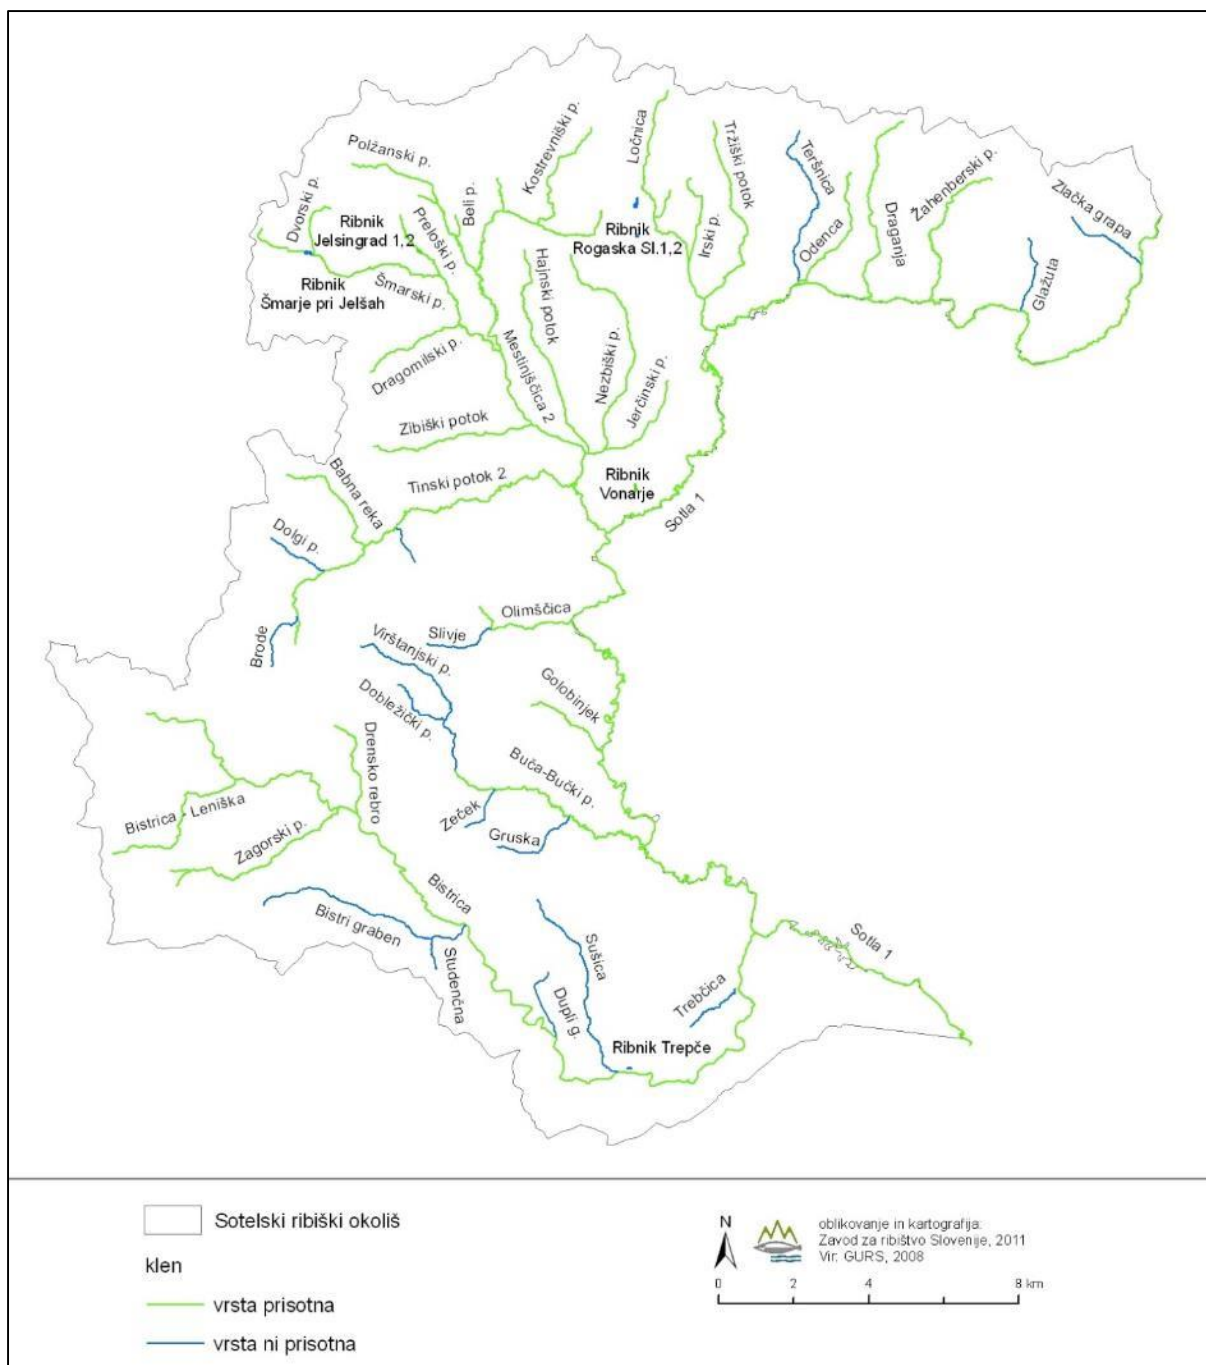 Polžanski p.
Kostrevniški p.
Ločnica
Tržiški potok
Teršnica
Draganja
Žahenberski p.
Zlačka grapa
Dvorski p.
Ribnik
Jelsingrad 1,2
Preloški p.
Beli p.
Ribnik
Rogaska Sl.1,2
Irski p.
Odenca
Glažuta
Ribnik
Šmarje pri Jelšah
Šmarski p.
Hajnski potok
Dragomilski p.
Mestinjščica 2
Nezbiški p.
Jerčinski p.
Zibiški potok
Babna reka
Tinski potok 2
Ribnik
Vonarje
Sotla 1
Dolgi p.
Brode
Olimščica
Slivje
Virštanjski p.
Dobležički p.
Golobinjek
Drensko rebro
Buča-Bučki p.
Bistrica - Leniška
Zagorski p.
Zeček
Gruska
Bistrica
Bistri graben
Studenčna
Sušica
Dupli g.
Trebčica
Sotla 1
Ribnik Trepče
Sotelski ribiški okoliš
klen
vrsta prisotna
vrsta ni prisotna
N
oblikovanje in kartografija:
Zavod za ribištvo Slovenije, 2011
Vir: GURS, 2008
0 2 4 8 km